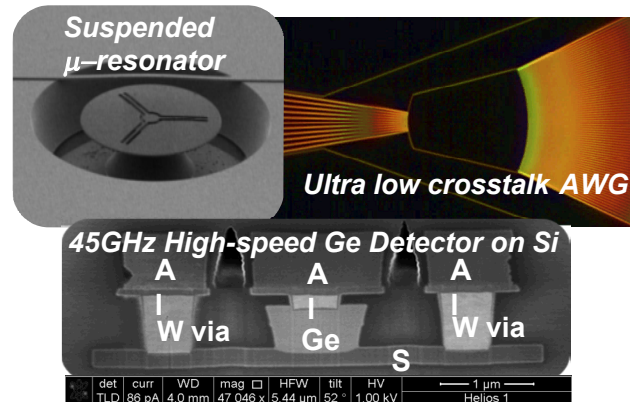 Suspended
μ–resonator
Ultra low crosstalk AWG
45GHz High-speed Ge Detector on Si
A A A
I I I
W via Ge W via
S
det curr WD mag □ HFW tilt HV 1 µm
TLD 86 pA 4.0 mm 47 046 x 5.44 µm 52 ° 1.00 kV Helios 1